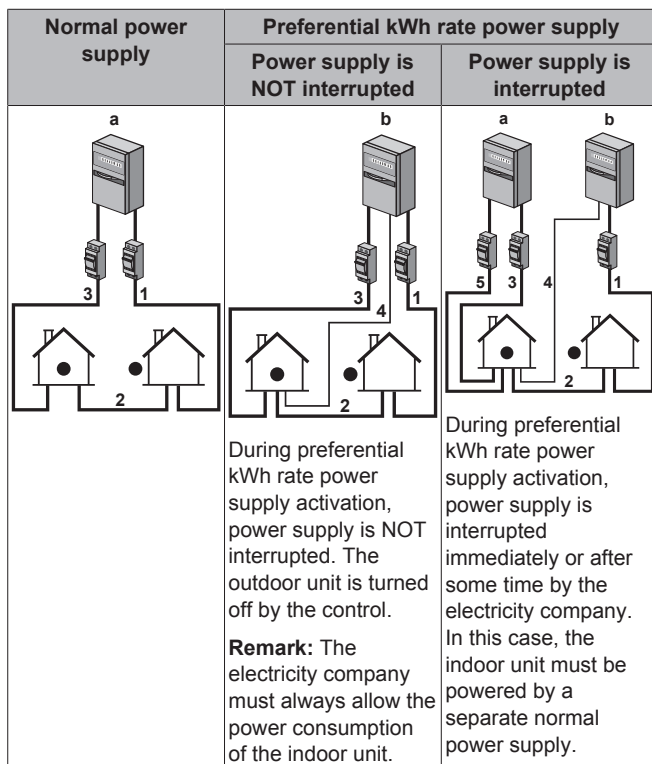 Normal power
supply
Preferential kWh rate power supply
Power supply is
NOT interrupted
Power supply is
interrupted
a
3
1
2
b
3
4
1
2
During preferential
kWh rate power
supply activation,
power supply is NOT
interrupted. The
outdoor unit is turned
off by the control.
Remark: The
electricity company
must always allow the
power consumption
of the indoor unit.
a
b
5
3
4
1
2
During preferential
kWh rate power
supply activation,
power supply is
interrupted
immediately or after
some time by the
electricity company.
In this case, the
indoor unit must be
powered by a
separate normal
power supply.